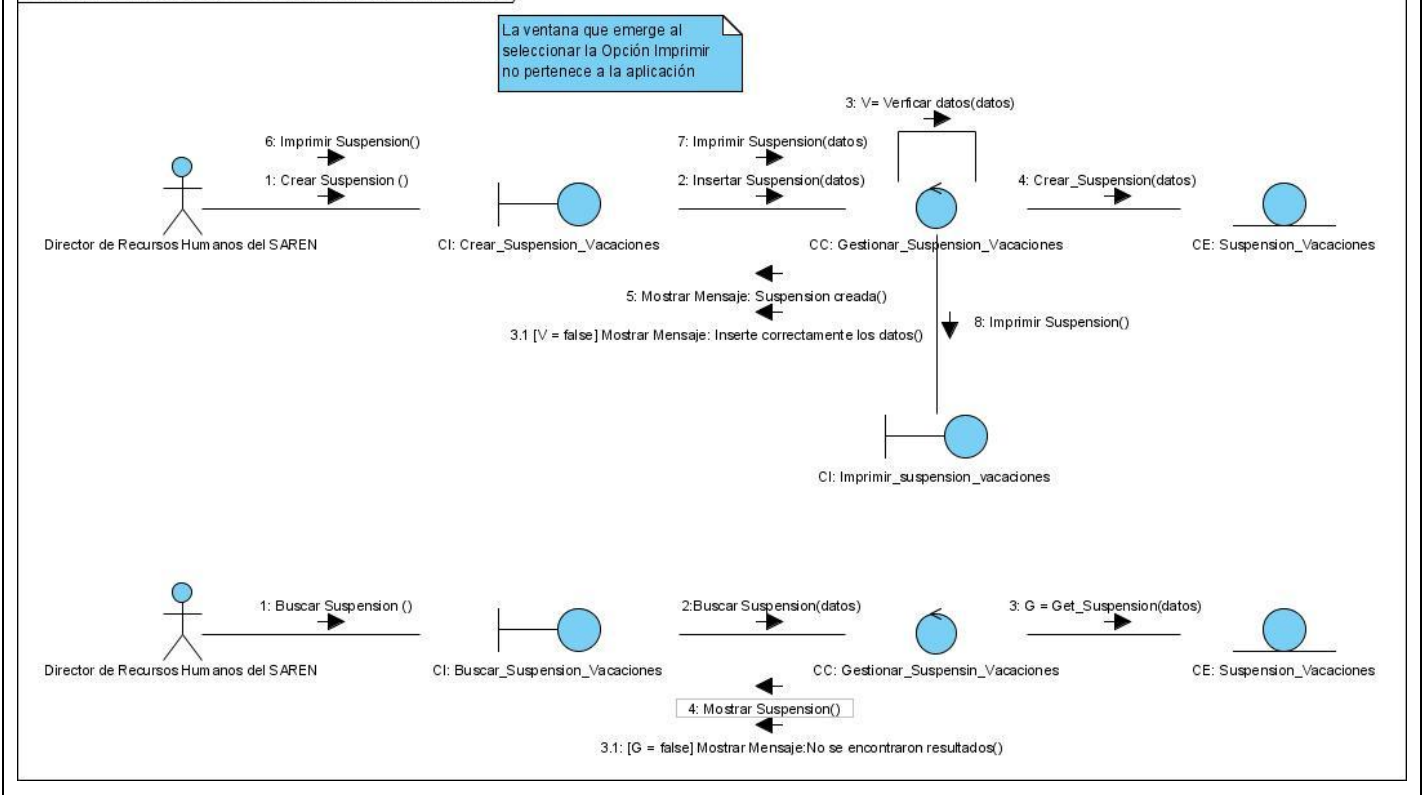 La ventana que emerge al
seleccionar la Opción Imprimir
no pertenece a la aplicación
3: V= Verficar datos(datos)
6: Imprimir Suspension()
7: Imprimir Suspension(datos)
1: Crear Suspension ()
2: Insertar Suspension(datos)
4: Crear_Suspension(datos)
Director de Recursos Humanos del SAREN
CI: Crear_Suspension_Vacaciones
CC: Gestionar_Suspension_Vacaciones
CE: Suspension_Vacaciones
5: Mostrar Mensaje: Suspension creada()
3.1 [V = false] Mostrar Mensaje: Inserte correctamente los datos()
8: Imprimir Suspension()
CI: Imprimir_suspension_vacaciones
1: Buscar Suspension ()
2:Buscar Suspension(datos)
3: G = Get_Suspension(datos)
Director de Recursos Humanos del SAREN
CI: Buscar_Suspension_Vacaciones
CC: Gestionar_Suspensin_Vacaciones
CE: Suspension_Vacaciones
4: Mostrar Suspension()
3.1: [G = false] Mostrar Mensaje:No se encontraron resultados()